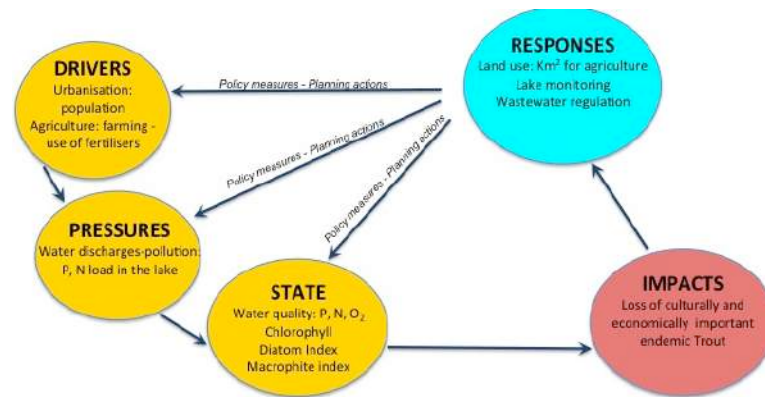 DRIVERS
Urbanisation:
population
Agriculture: farming -
use of fertilisers
Policy measures - Planning actions
RESPONSES
Land use: Km² for agriculture
Lake monitoring
Wastewater regulation
Policy measures - Planning actions
Policy measures - Planning actions
PRESSURES
Water discharges-pollution:
P, N load in the lake
STATE
Water quality: P, N, O₂
Chlorophyll
Diatom Index
Macrophite index
IMPACTS
Loss of culturally and
economically important
endemic Trout